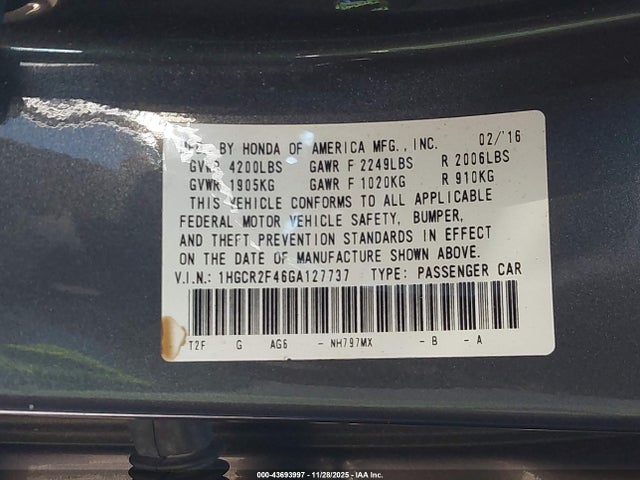 MFD. BY HONDA OF AMERICA MFG., INC. 02/'16
GVWR 4200LBS GAWR F 2249LBS R 2006LBS
GVWR 1905KG GAWR F 1020KG R 910KG
THIS VEHICLE CONFORMS TO ALL APPLICABLE
FEDERAL MOTOR VEHICLE SAFETY, BUMPER,
AND THEFT PREVENTION STANDARDS IN EFFECT
ON THE DATE OF MANUFACTURE SHOWN ABOVE.
V.I.N.: 1HGCR2F46GA127737 TYPE: PASSENGER CAR
T2F G AG6 - NH797MX - B - A
000-43693997 - 11/28/2025 - IAA Inc.